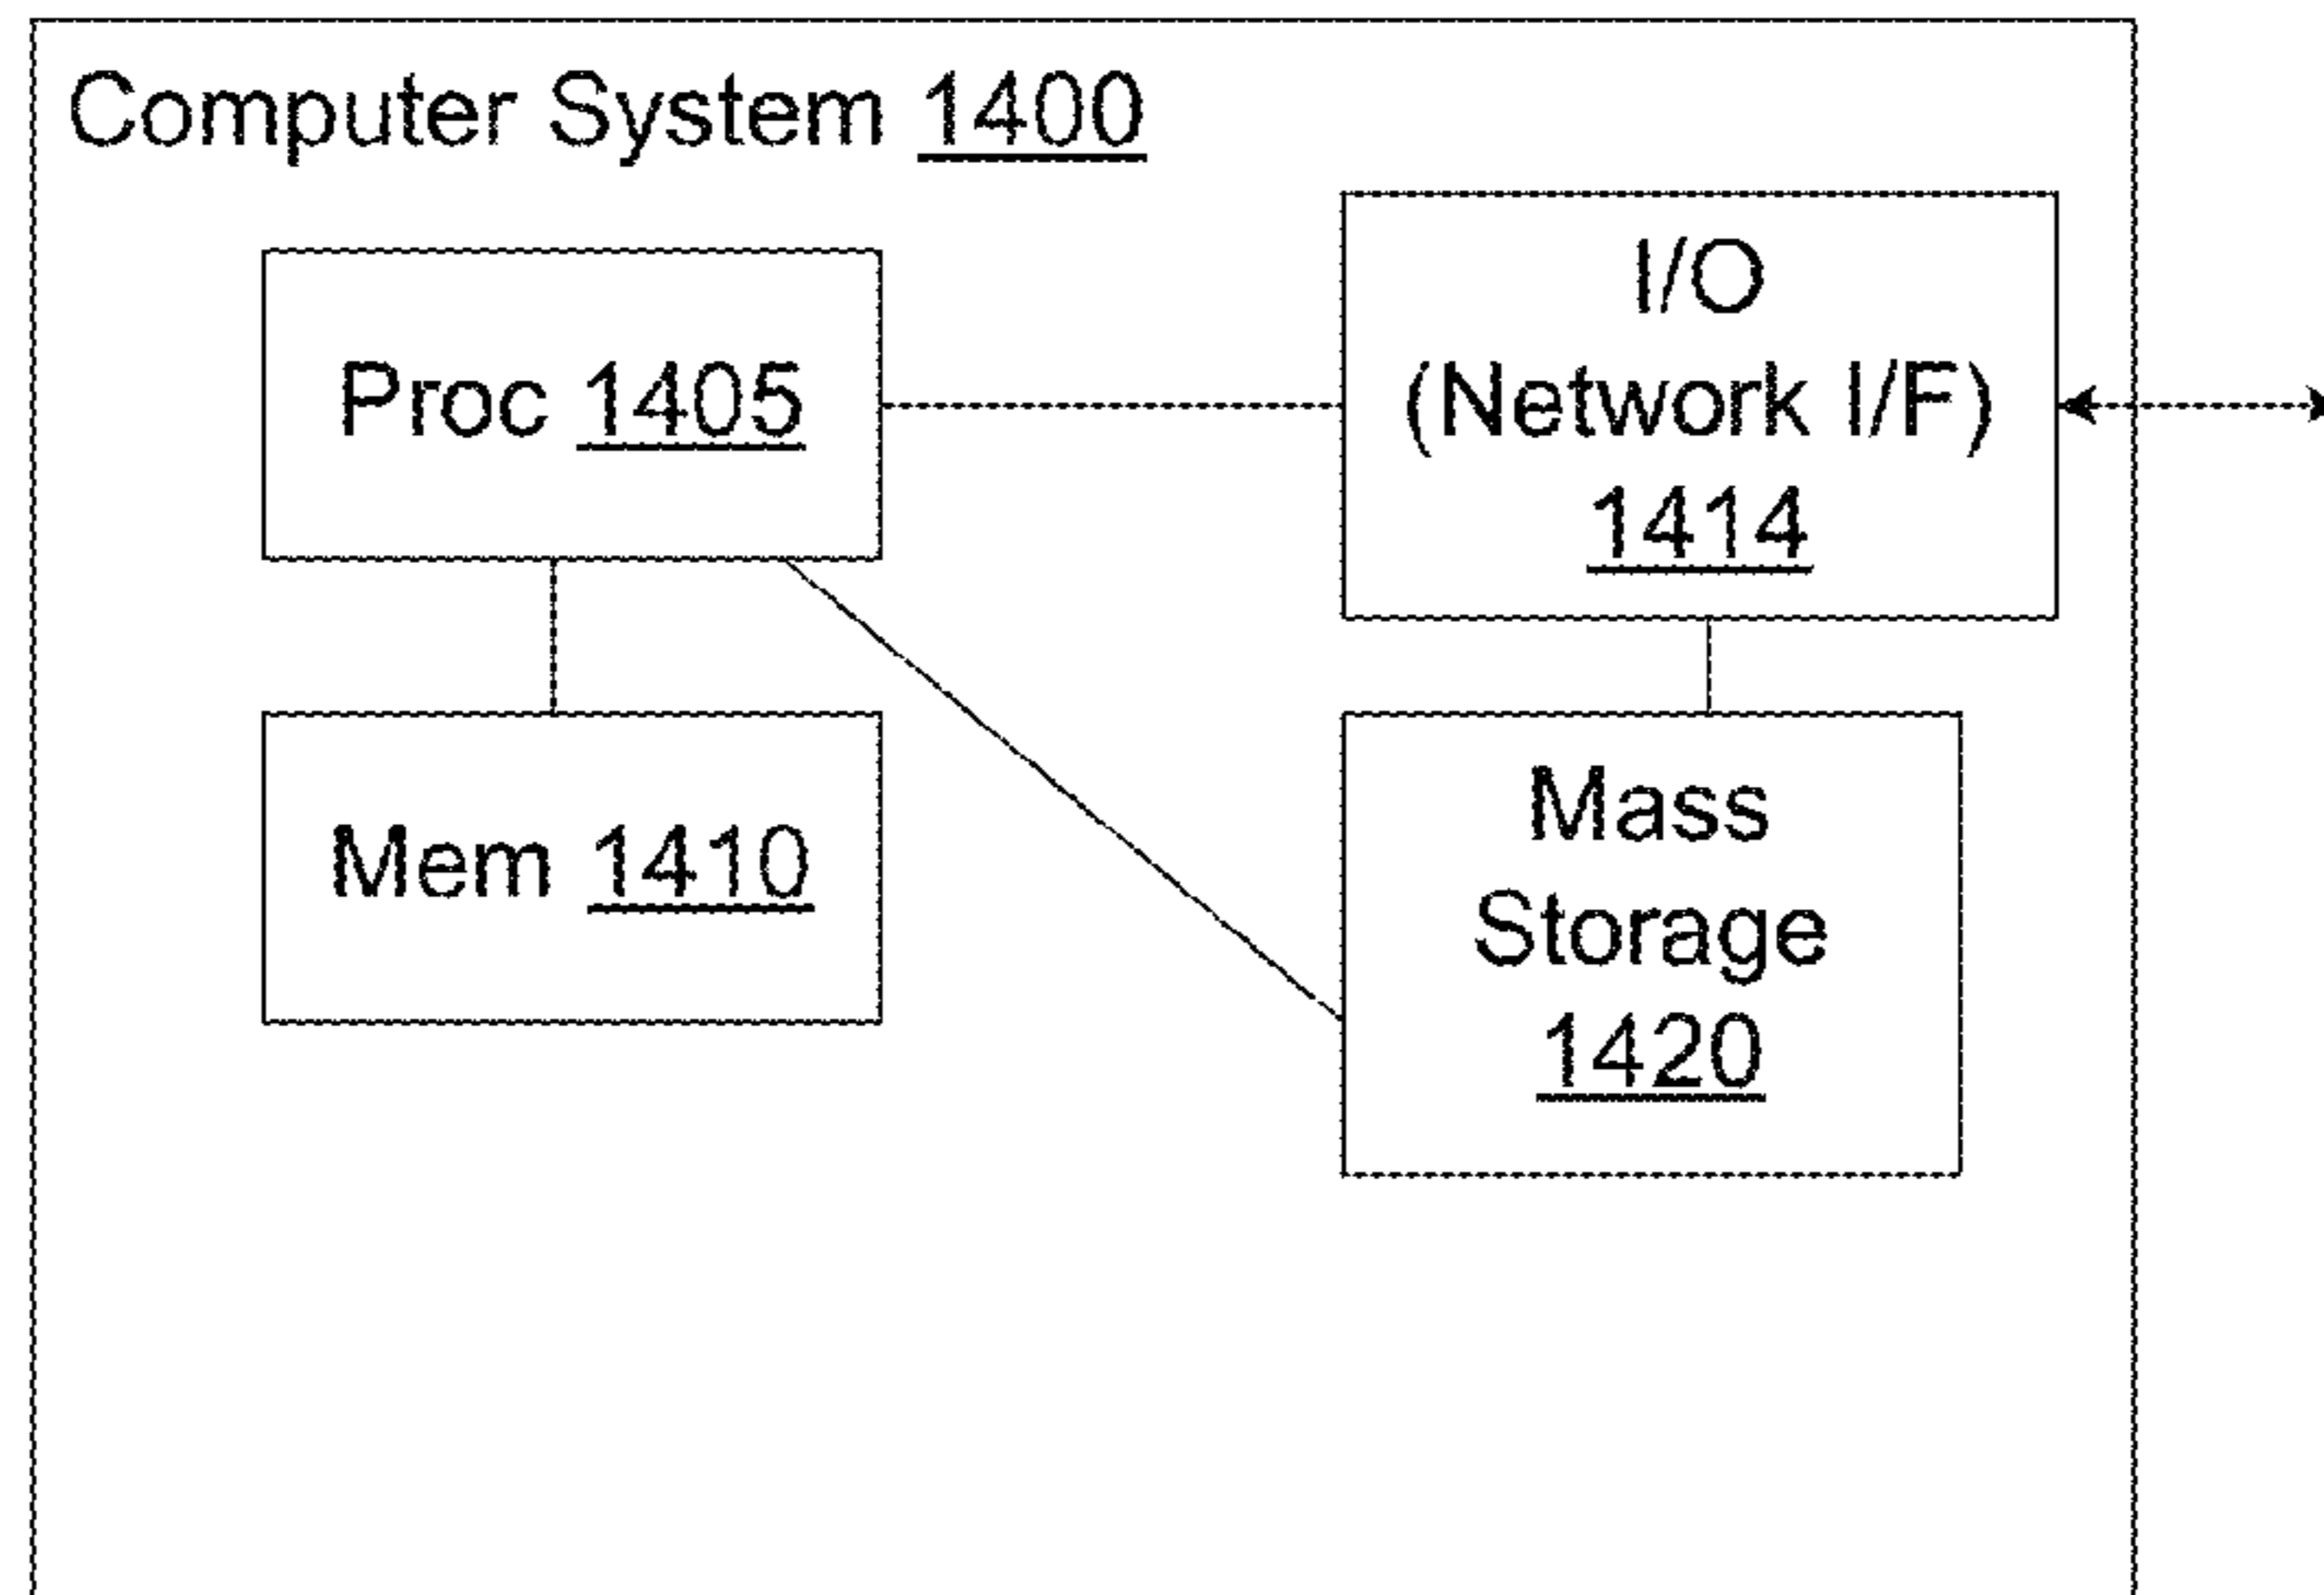 Computer System 1400
Proc 1405
I/O
(Network I/F)
1414
Mem 1410
Mass
Storage
1420